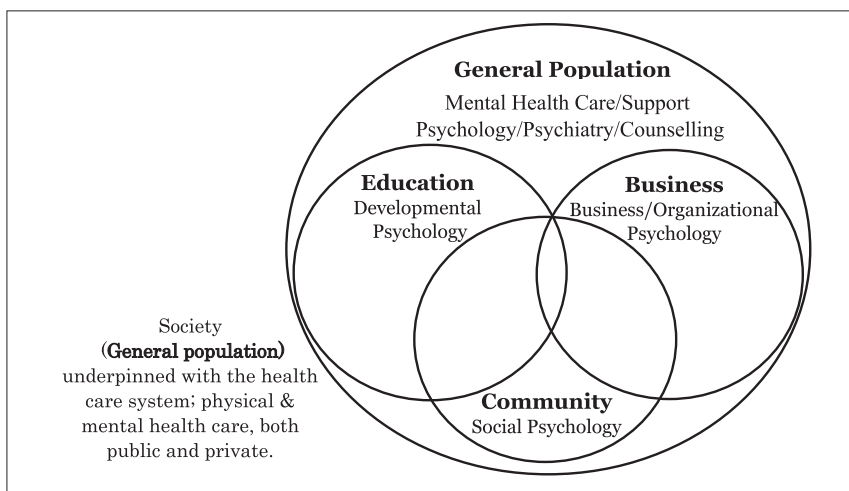 General Population
Mental Health Care/Support
Psychology/Psychiatry/Counselling
Education
Developmental
Psychology
Business
Business/Organizational
Psychology
Community
Social Psychology
Society
(General population)
underpinned with the health
care system; physical &
mental health care, both
public and private.